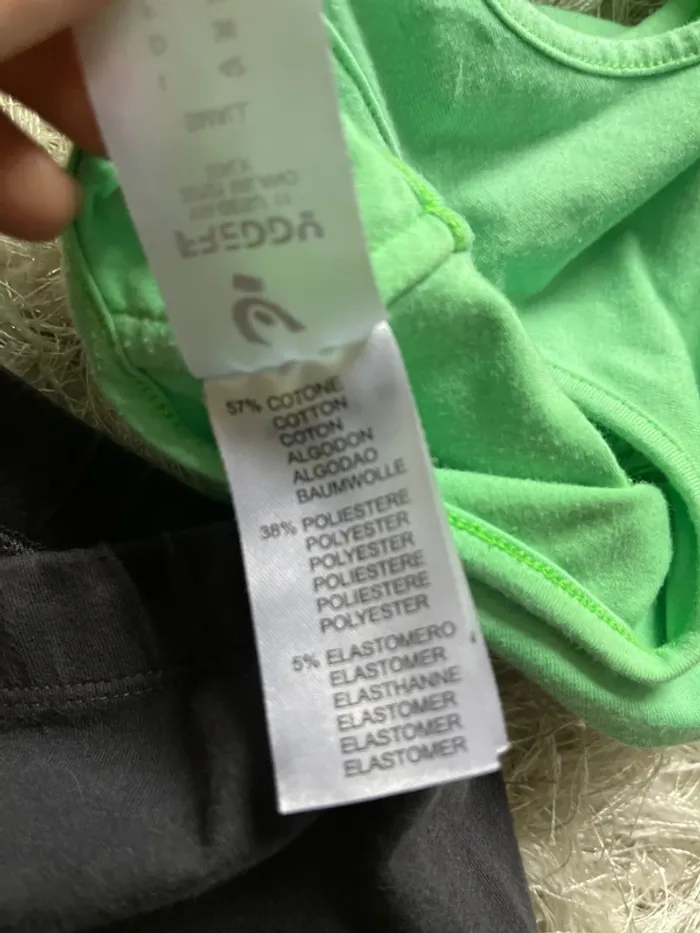 FREDDY
57% COTONE
COTTON
COTON
ALGODON
ALGODAO
BAUMWOLLE
38% POLIESTERE
POLYESTER
POLYESTER
POLIESTERE
POLIESTERE
POLYESTER
5% ELASTOMERO
ELASTOMER
ELASTHANNE
ELASTOMER
ELASTOMER
ELASTOMER